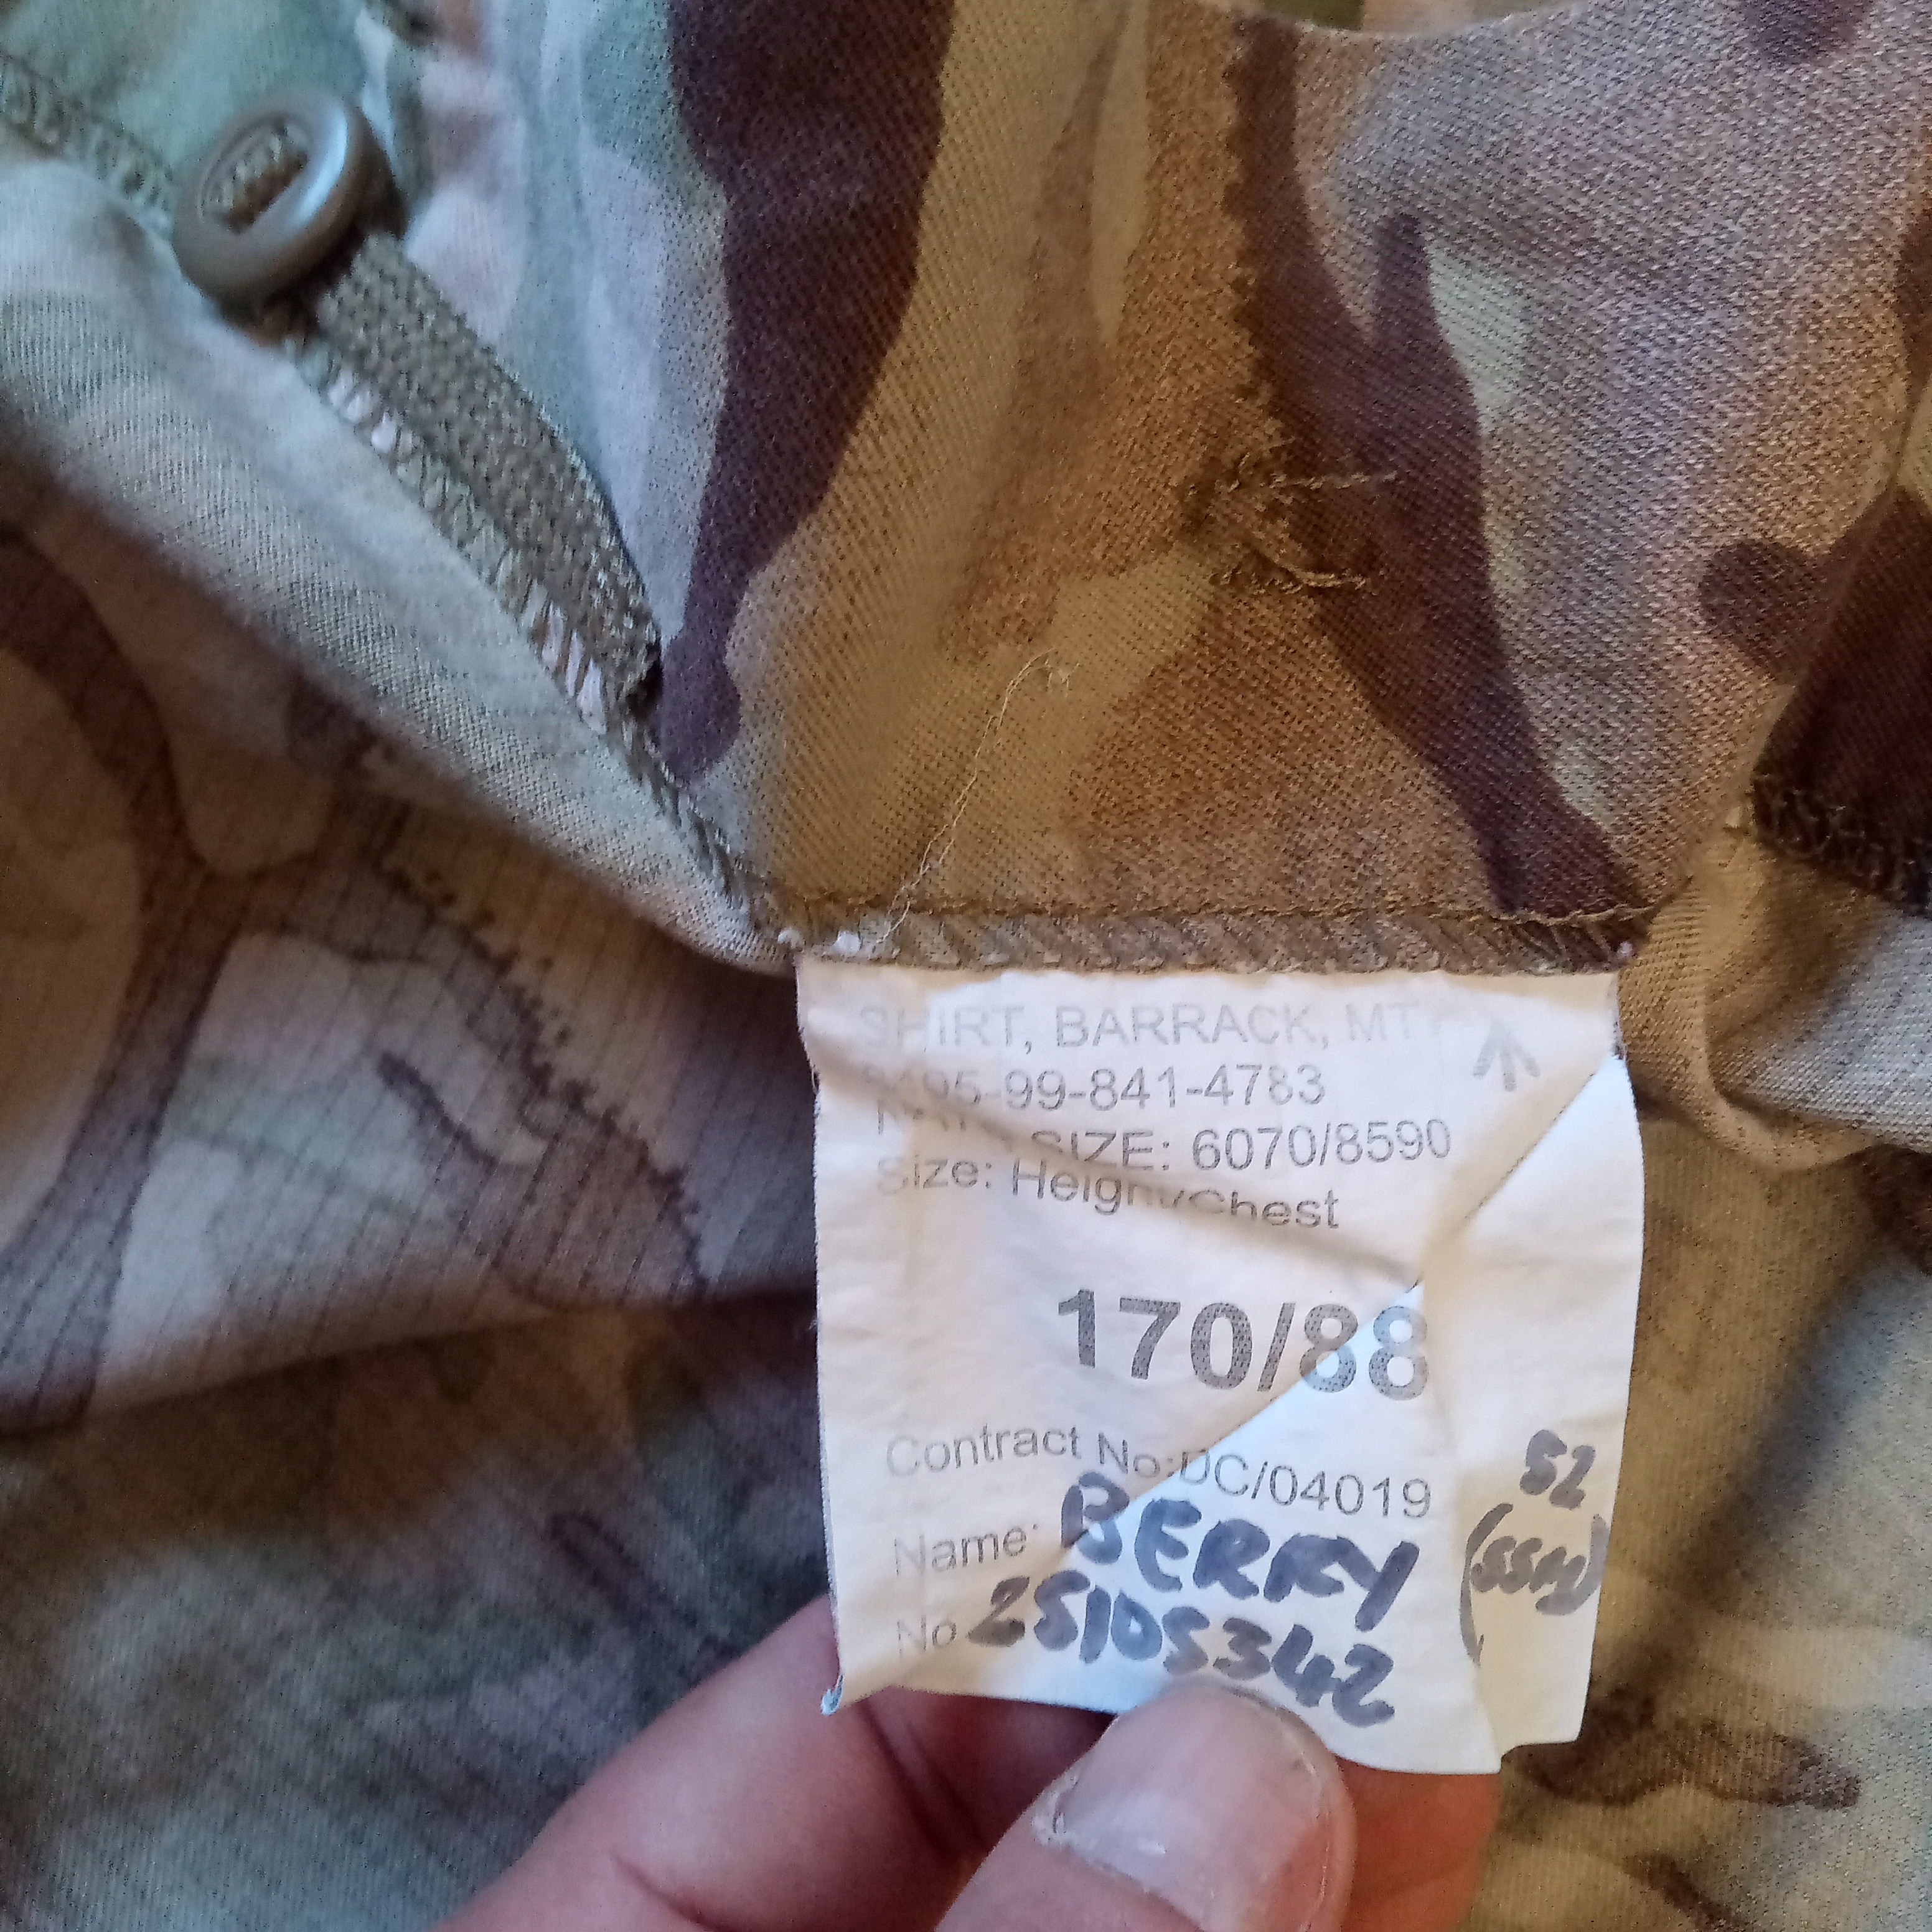 SHIRT, BARRACK, MTP
8495-99-841-4783
NATO SIZE: 6070/8590
Size: Height/Chest
170/88
Contract No:DC/04019
Name: BERRY
No 25105342
52
(SSM)